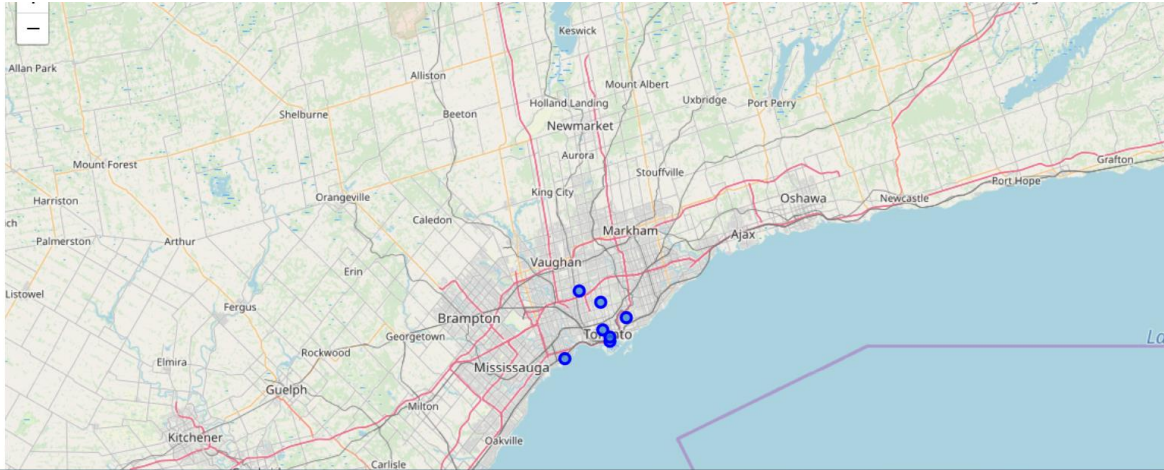 −
Keswick
Allan Park
Alliston
Mount Albert
Shelburne
Beeton
Holland Landing
Uxbridge
Port Perry
Newmarket
Mount Forest
Aurora
Stouffville
Grafton
Port Hope
Harriston
Orangeville
King City
Oshawa
Newcastle
Caledon
Palmerston
Arthur
Markham
Ajax
Vaughan
Erin
Listowel
Fergus
Brampton
Georgetown
Toronto
Rockwood
Elmira
Mississauga
Guelph
Milton
Kitchener
Oakville
Carlisle